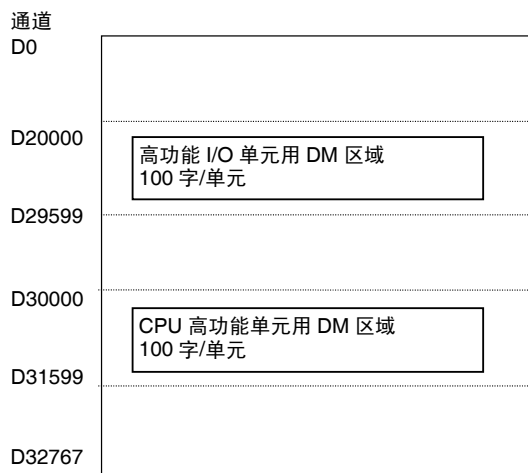 通道
D0
D20000
高功能 I/O 单元用 DM 区域
100 字/单元
D29599
D30000
CPU 高功能单元用 DM 区域
100 字/单元
D31599
D32767